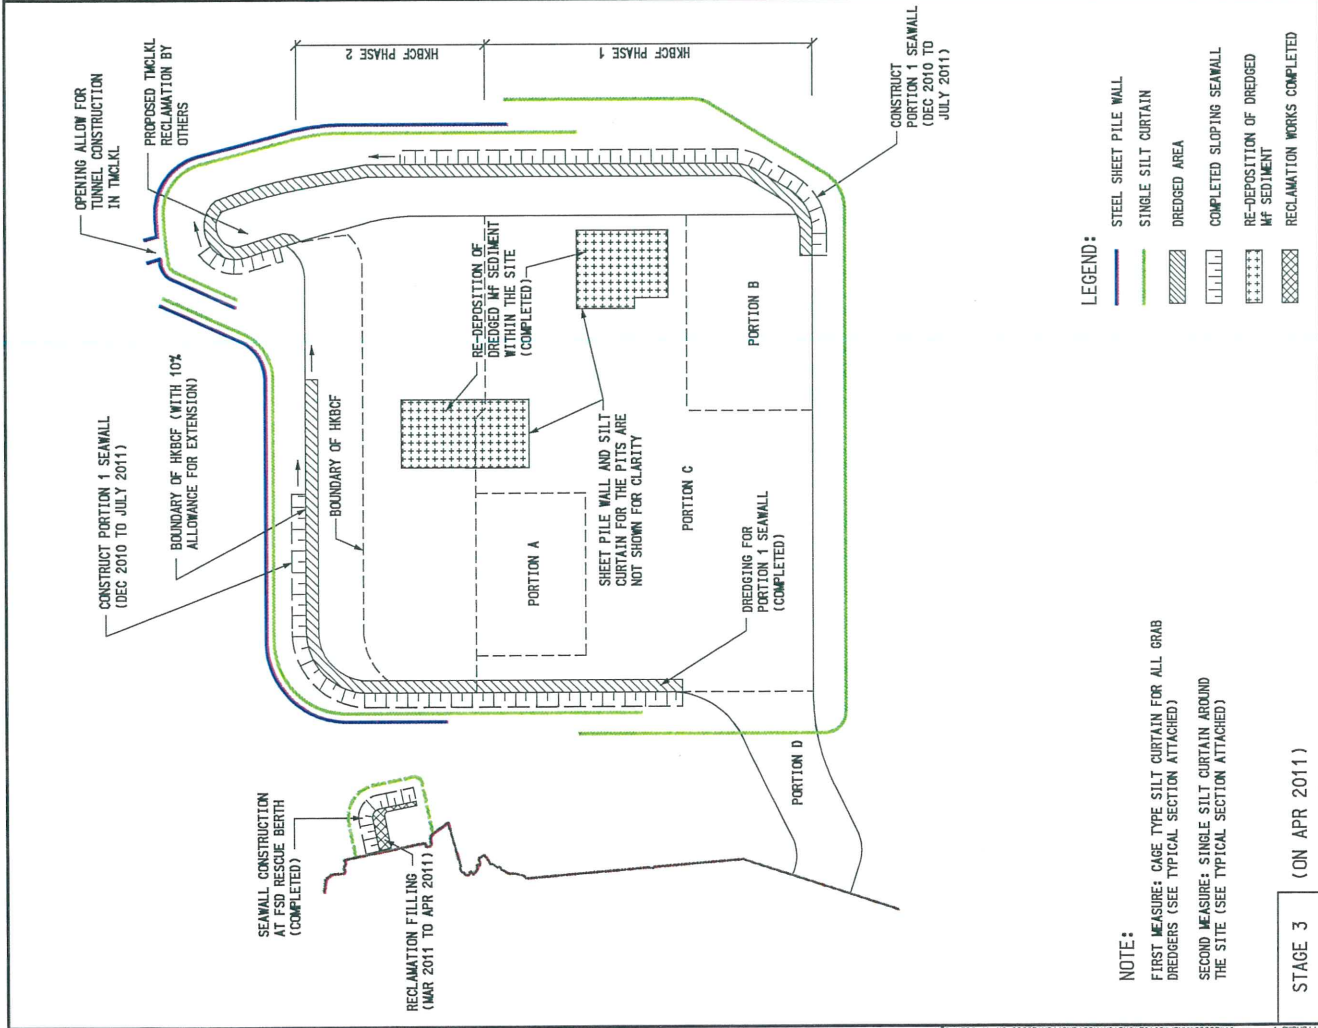 OPENING ALLOW FOR
TUNNEL CONSTRUCTION
IN TMCLKL
PROPOSED TMCLKL
RECLAMATION BY
OTHERS
HKBCF PHASE 2
HKBCF PHASE 1
CONSTRUCT
PORTION 1 SEAWALL
(DEC 2010 TO
JULY 2011)
CONSTRUCT PORTION 1 SEAWALL
(DEC 2010 TO JULY 2011)
BOUNDARY OF HKBCF (WITH 10%
ALLOWANCE FOR EXTENSION)
BOUNDARY OF HKBCF
RE-DEPOSITION OF
DREDGED Mf SEDIMENT
WITHIN THE SITE
(COMPLETED)
PORTION A
SHEET PILE WALL AND SILT
CURTAIN FOR THE PITS ARE
NOT SHOWN FOR CLARITY
PORTION C
PORTION B
DREDGING FOR
PORTION 1 SEAWALL
(COMPLETED)
PORTION D
SEAWALL CONSTRUCTION
AT FSD RESCUE BERTH
(COMPLETED)
RECLAMATION FILLING
(MAR 2011 TO APR 2011)
LEGEND:
STEEL SHEET PILE WALL
SINGLE SILT CURTAIN
DREDGED AREA
COMPLETED SLOPING SEAWALL
RE-DEPOSITION OF DREDGED
Mf SEDIMENT
RECLAMATION WORKS COMPLETED
NOTE:
FIRST MEASURE: CAGE TYPE SILT CURTAIN FOR ALL GRAB
DREDGERS (SEE TYPICAL SECTION ATTACHED)
SECOND MEASURE: SINGLE SILT CURTAIN AROUND
THE SITE (SEE TYPICAL SECTION ATTACHED)
STAGE 3 (ON APR 2011)